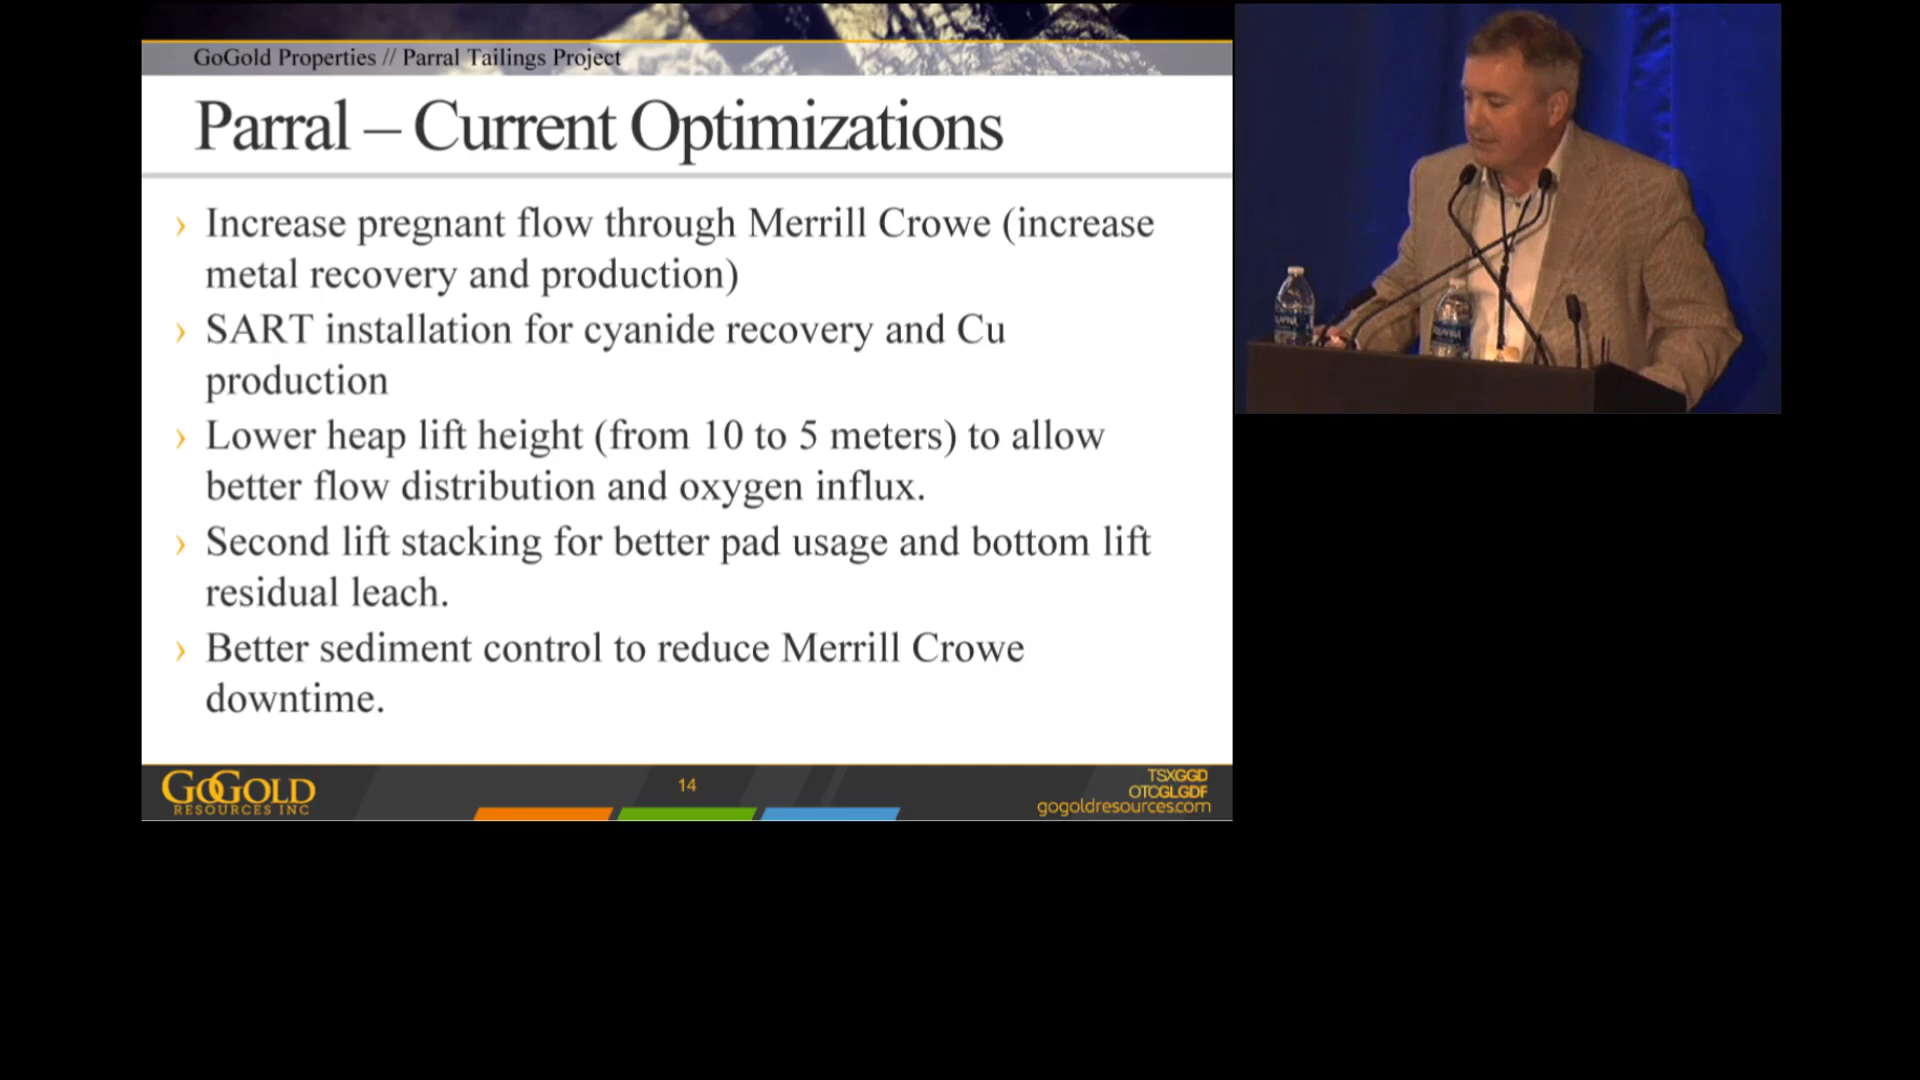 GoGold Properties // Parral Tailings Project
Parral – Current Optimizations
› Increase pregnant flow through Merrill Crowe (increase
metal recovery and production)
› SART installation for cyanide recovery and Cu
production
› Lower heap lift height (from 10 to 5 meters) to allow
better flow distribution and oxygen influx.
› Second lift stacking for better pad usage and bottom lift
residual leach.
› Better sediment control to reduce Merrill Crowe
downtime.
GOGOLD
RESOURCES INC
14
TSXGGD
OTCGLGDF
gogoldresources.com